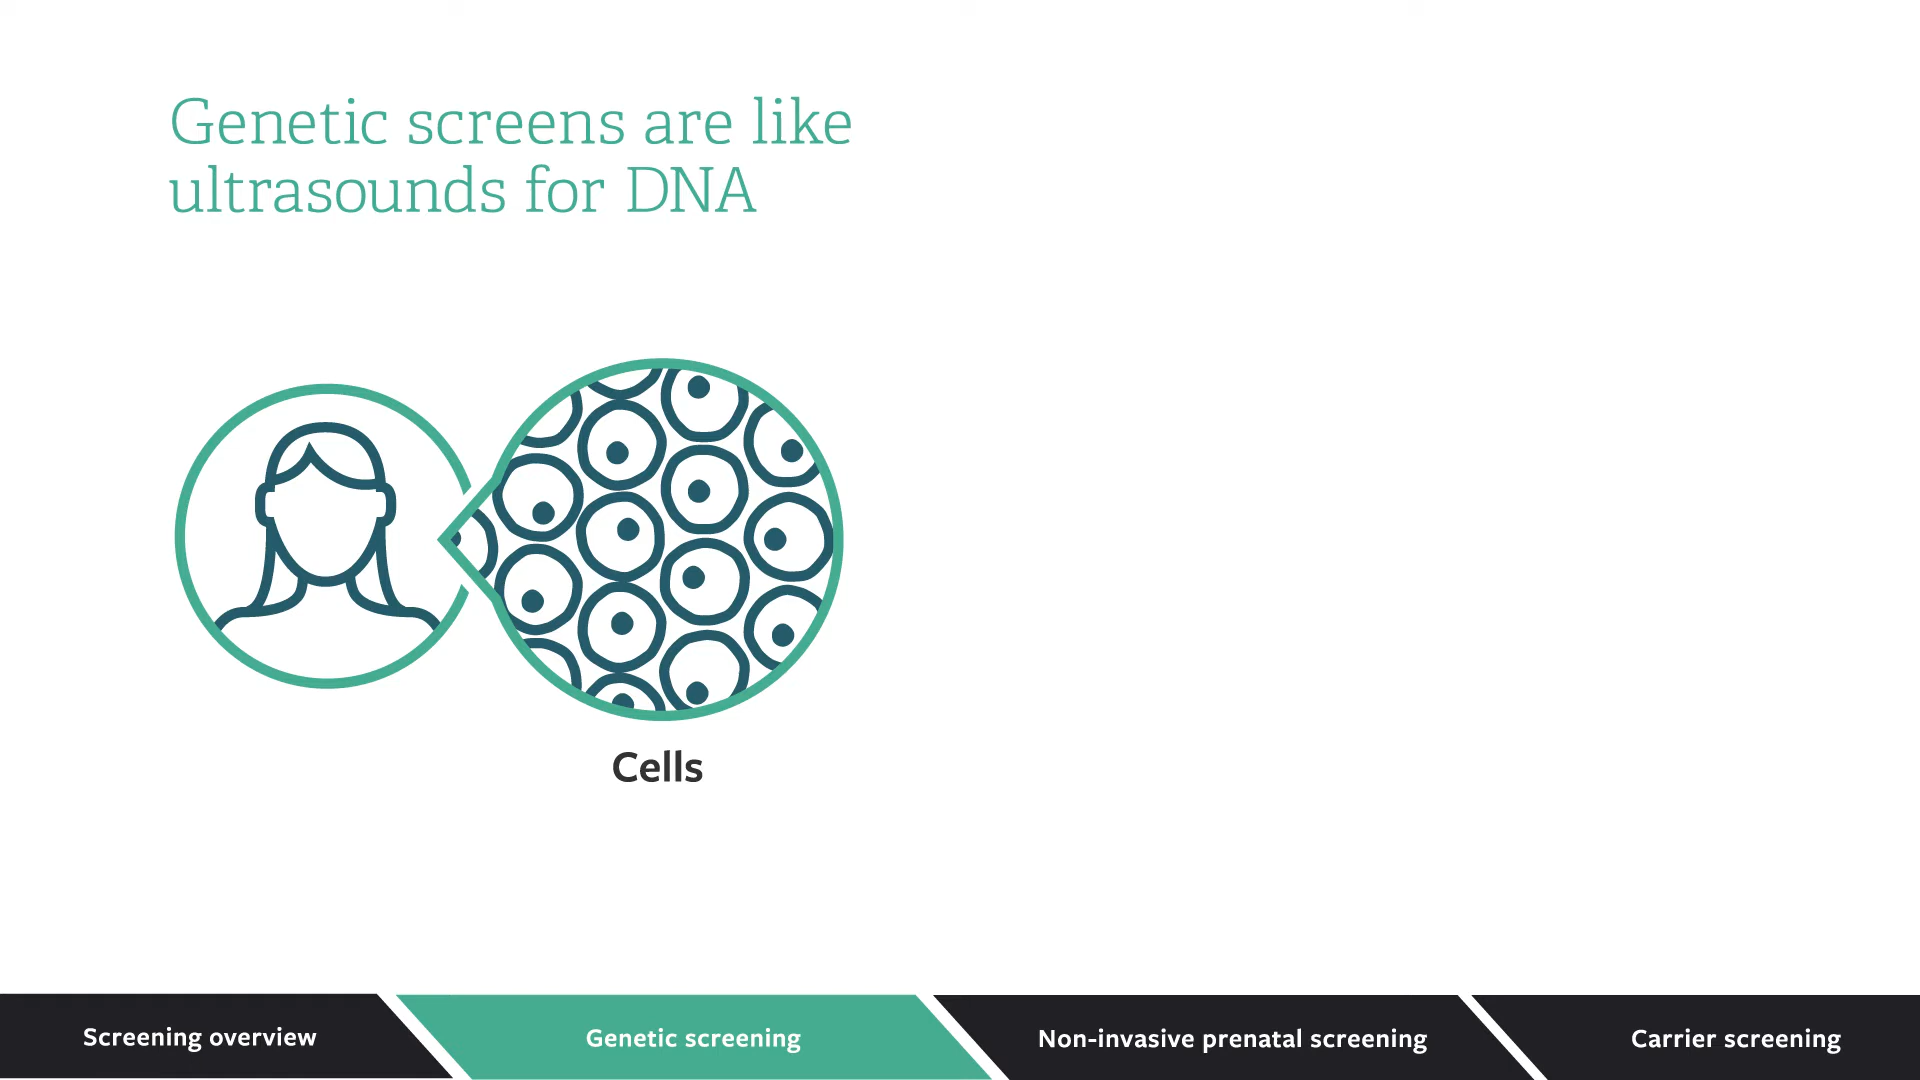 Genetic screens are like
ultrasounds for DNA
Cells
Screening overview
Genetic screening
Non-invasive prenatal screening
Carrier screening